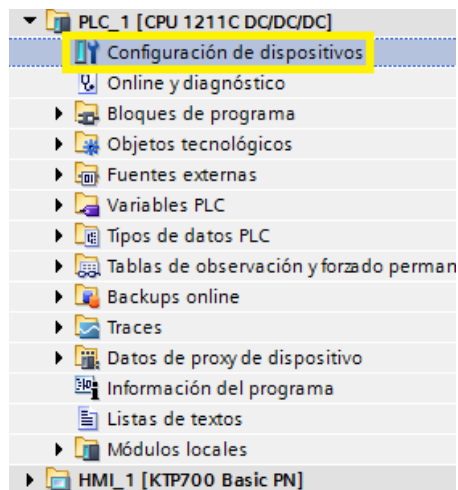 PLC_1 [CPU 1211C DC/DC/DC]
Configuración de dispositivos
Online y diagnóstico
Bloques de programa
Objetos tecnológicos
Fuentes externas
Variables PLC
Tipos de datos PLC
Tablas de observación y forzado perman
Backups online
Traces
Datos de proxy de dispositivo
Información del programa
Listas de textos
Módulos locales
HMI_1 [KTP700 Basic PN]